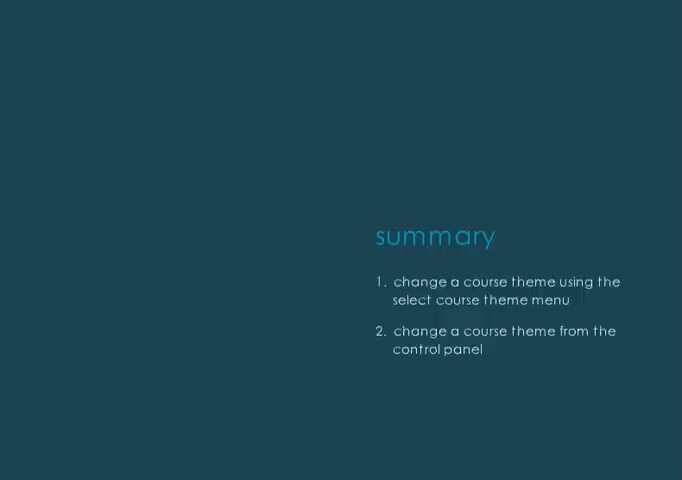 summary
1. change a course theme using the
select course theme menu
2. change a course theme from the
control panel